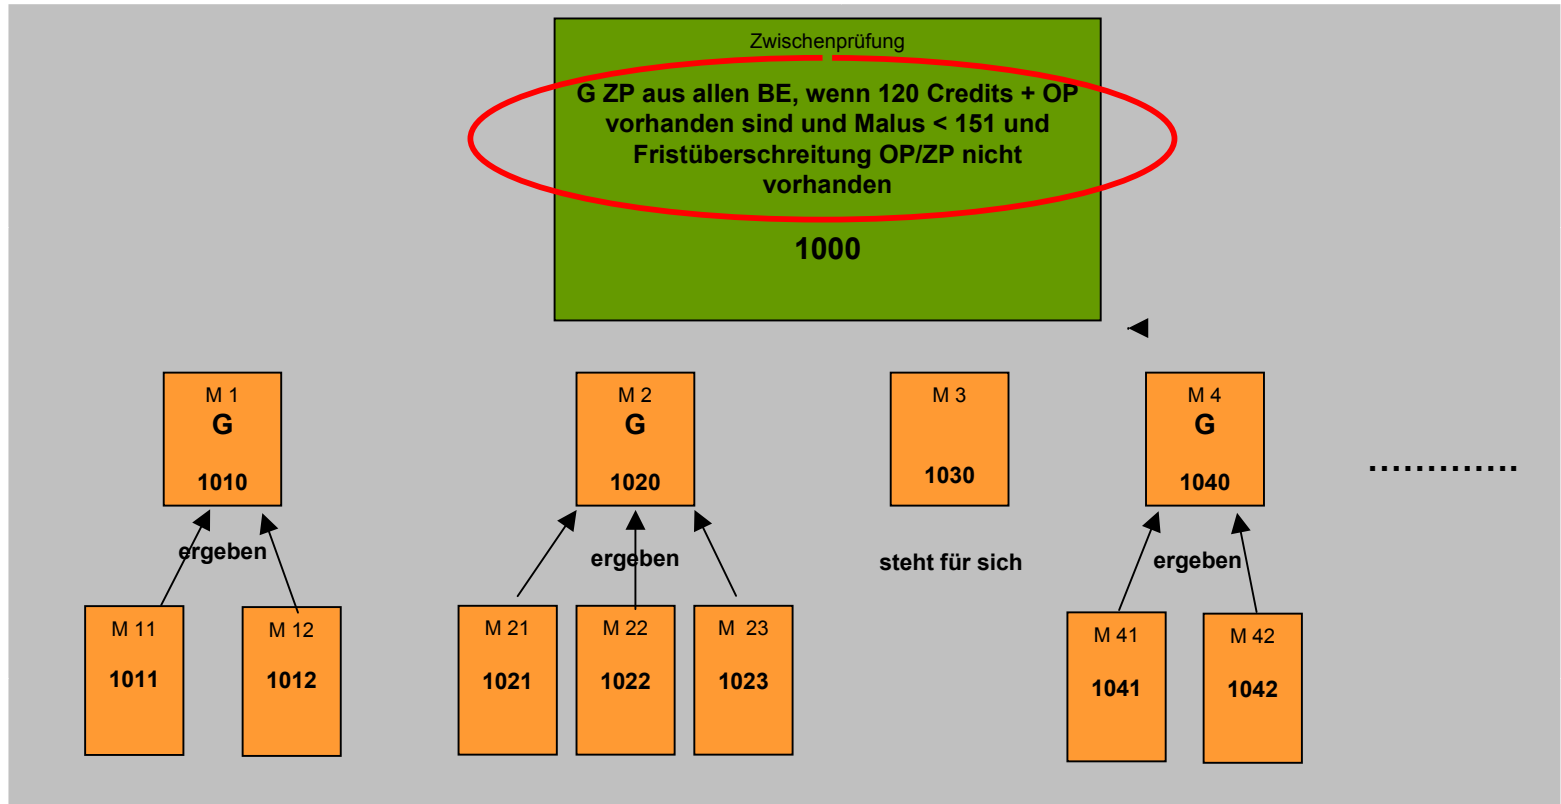 Zwischenprüfung
G ZP aus allen BE, wenn 120 Credits + OP
vorhanden sind und Malus < 151 und
Fristüberschreitung OP/ZP nicht
vorhanden
1000
M 1
G
1010
M 2
G
1020
M 3
1030
M 4
G
1040
.............
ergeben
ergeben
steht für sich
ergeben
M 11
1011
M 12
1012
M 21
1021
M 22
1022
M 23
1023
M 41
1041
M 42
1042